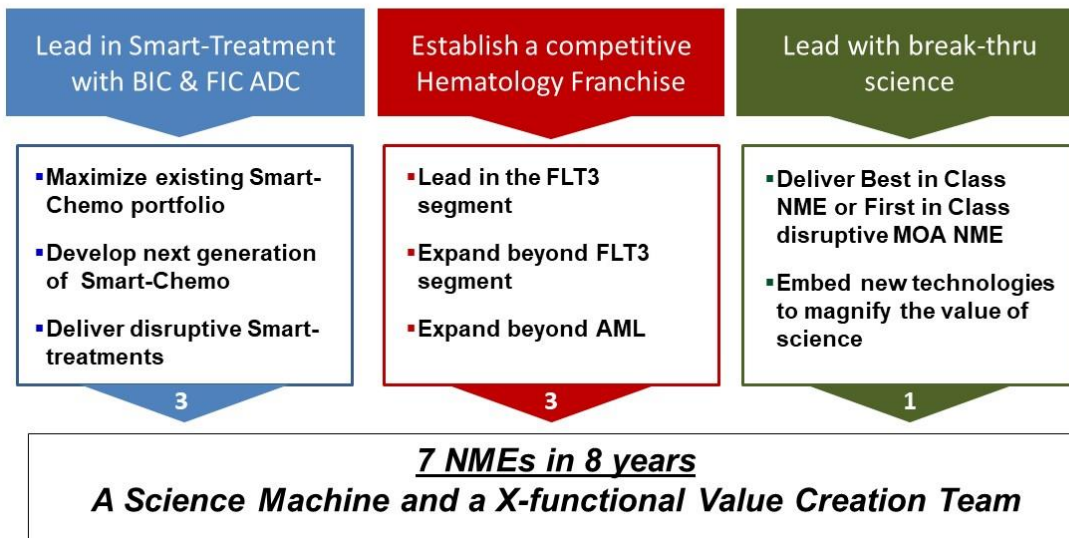 Lead in Smart-Treatment
with BIC & FIC ADC
▪Maximize existing Smart-
Chemo portfolio
▪Develop next generation
of Smart-Chemo
▪Deliver disruptive Smart-
treatments
3
Establish a competitive
Hematology Franchise
▪Lead in the FLT3
segment
▪Expand beyond FLT3
segment
▪Expand beyond AML
3
Lead with break-thru
science
▪Deliver Best in Class
NME or First in Class
disruptive MOA NME
▪Embed new technologies
to magnify the value of
science
1
7 NMEs in 8 years
A Science Machine and a X-functional Value Creation Team